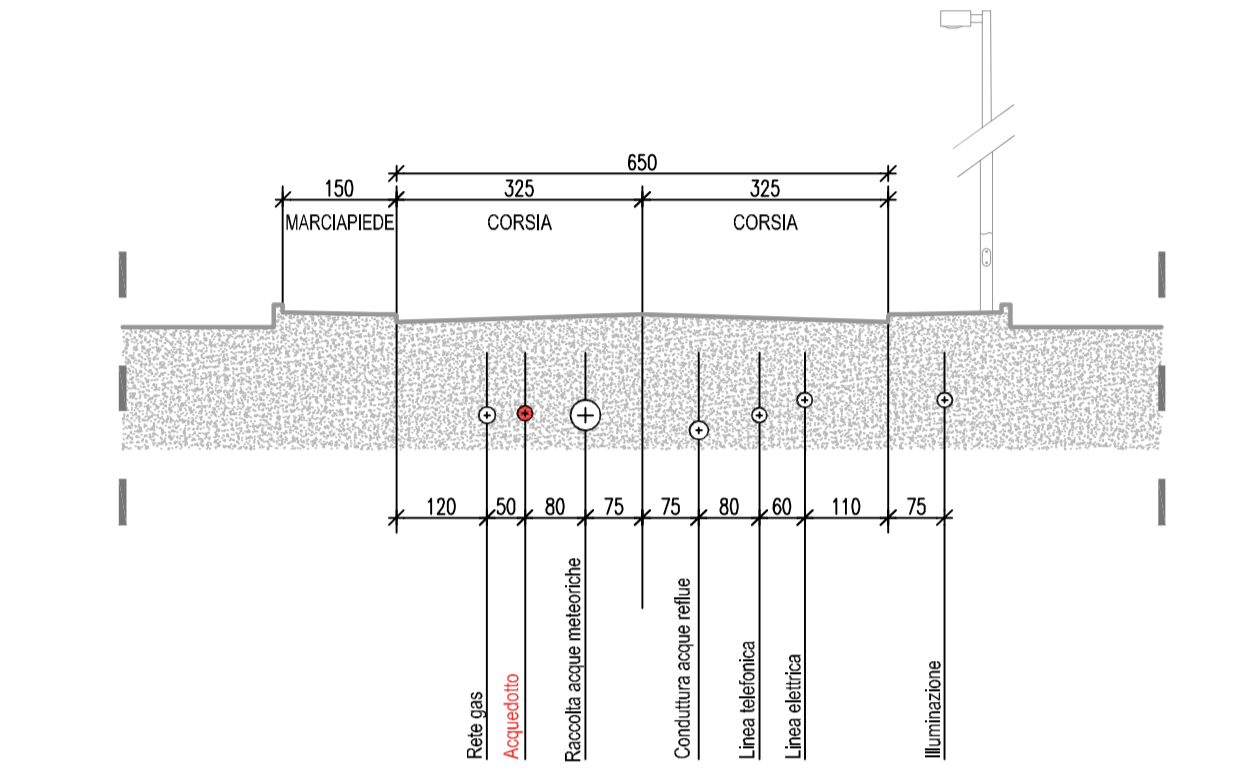 650
150
325
325
MARCIAPIEDE
CORSIA
CORSIA
120
50
80
75
75
80
60
110
75
Rete gas
Acquedotto
Raccolta acque meteoriche
Conduttura acque reflue
Linea telefonica
Linea elettrica
Illuminazione